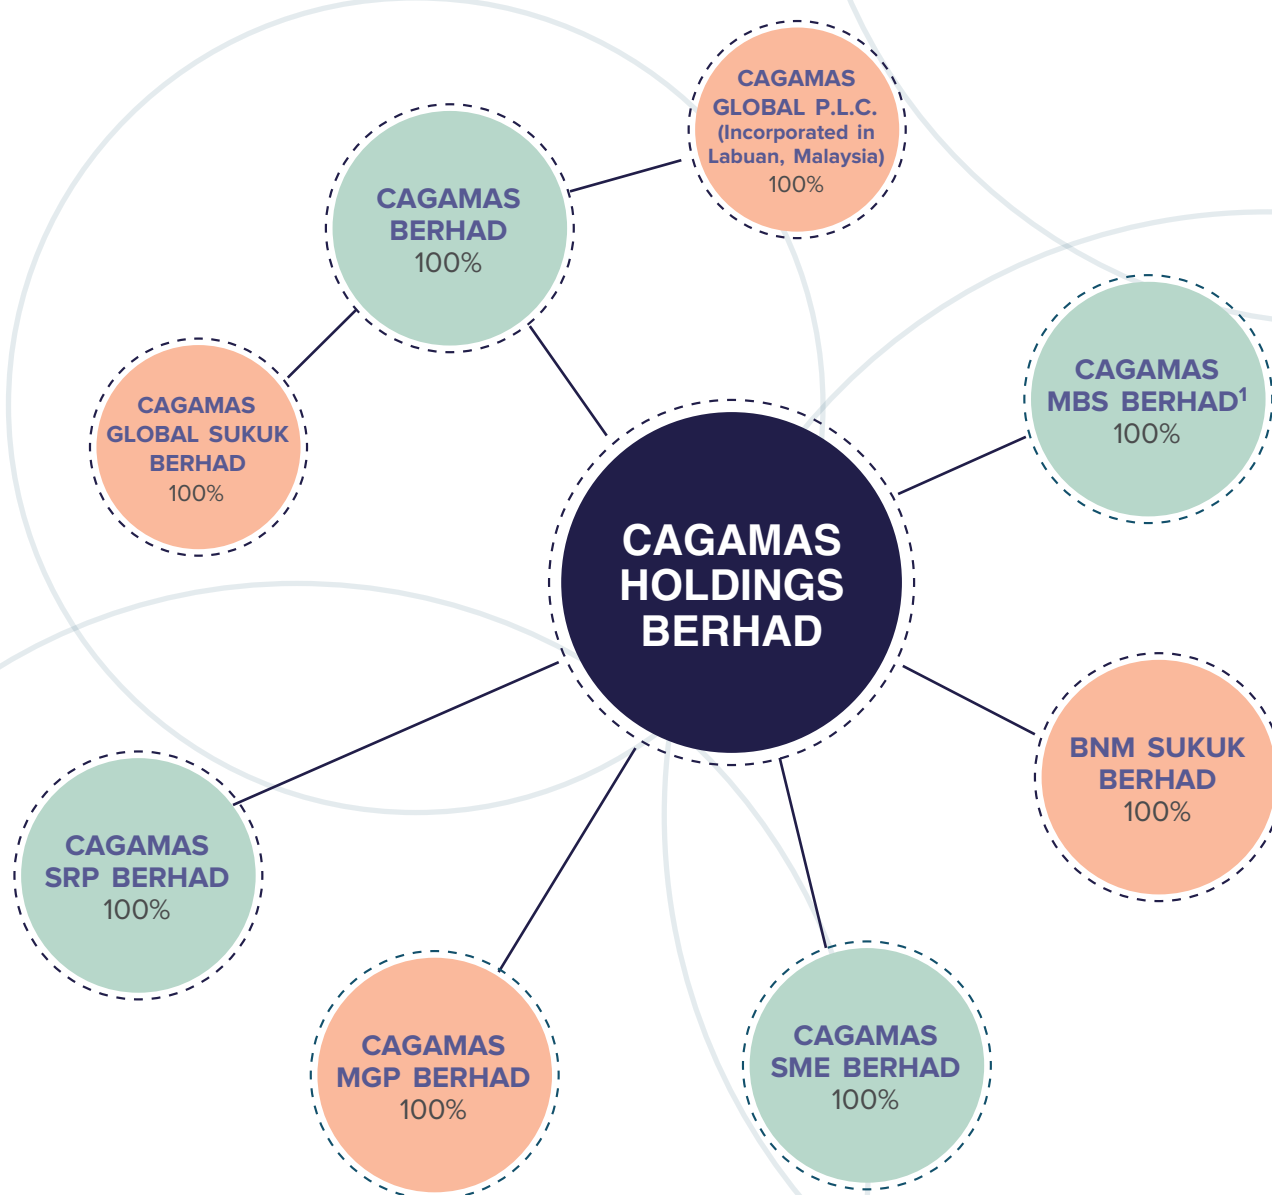 CAGAMAS
GLOBAL P.L.C.
(Incorporated in
Labuan, Malaysia)
100%
CAGAMAS
BERHAD
100%
CAGAMAS
MBS BERHAD¹
100%
CAGAMAS
GLOBAL SUKUK
BERHAD
100%
CAGAMAS
HOLDINGS
BERHAD
BNM SUKUK
BERHAD
100%
CAGAMAS
SRP BERHAD
100%
CAGAMAS
MGP BERHAD
100%
CAGAMAS
SME BERHAD
100%